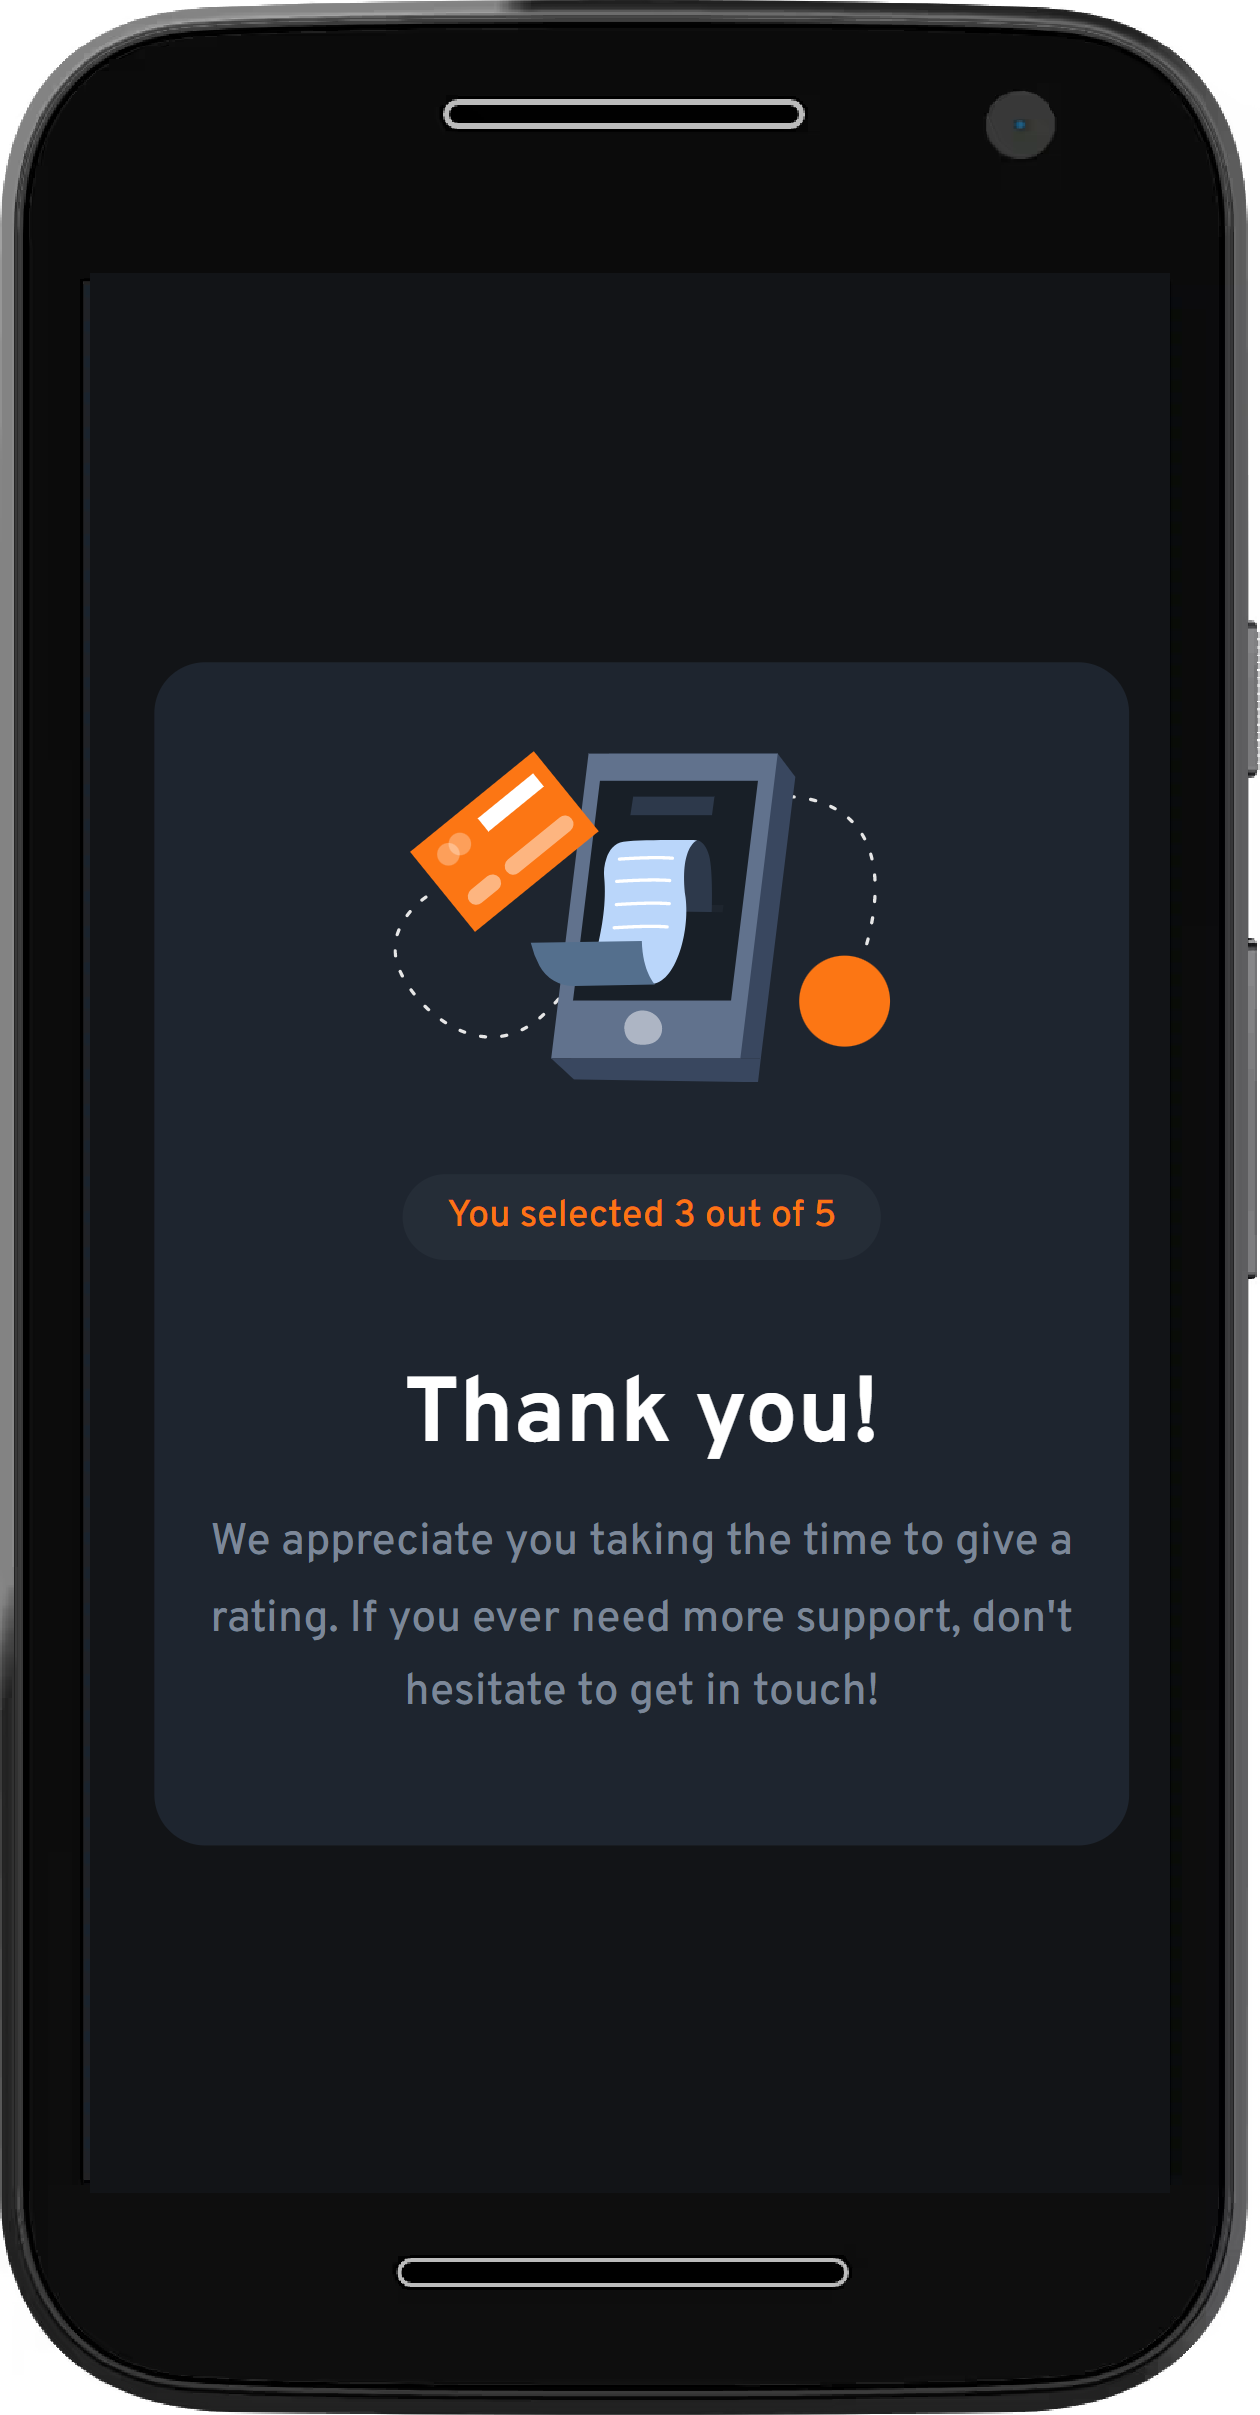 You selected 3 out of 5
Thank you!
We appreciate you taking the time to give a
rating. If you ever need more support, don't
hesitate to get in touch!